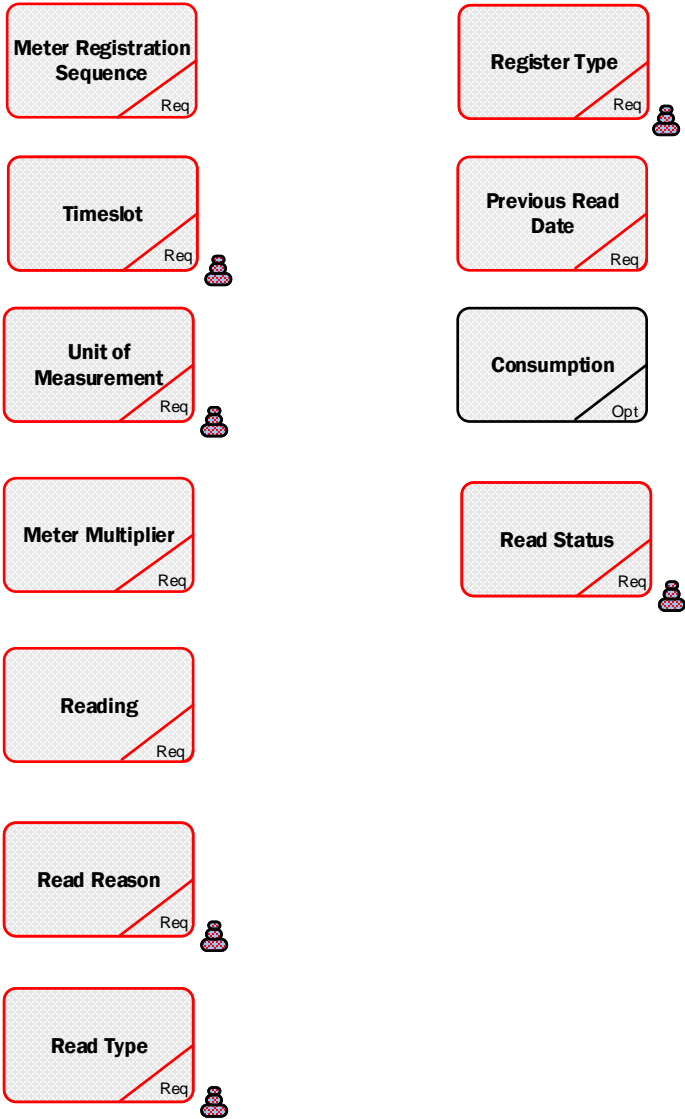 Meter Registration
Sequence
Req
Register Type
Req
Timeslot
Req
Previous Read
Date
Req
Unit of
Measurement
Req
Consumption
Opt
Meter Multiplier
Req
Read Status
Req
Reading
Req
Read Reason
Req
Read Type
Req